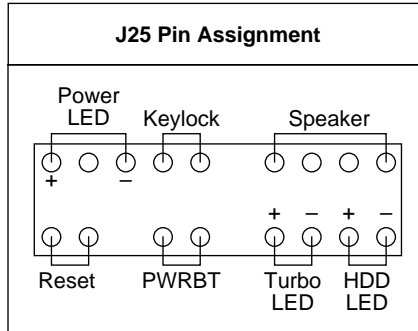 J25 Pin Assignment
Power
LED
Keylock
Speaker
+ −
+ − + −
Reset
PWRBT
Turbo
LED
HDD
LED